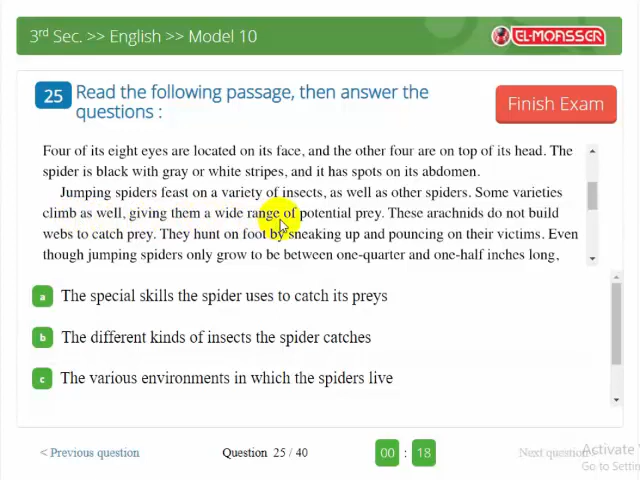 3rd Sec. >> English >> Model 10
EL-MOASSER
25 Read the following passage, then answer the
questions :
Finish Exam
Four of its eight eyes are located on its face, and the other four are on top of its head. The
spider is black with gray or white stripes, and it has spots on its abdomen.
Jumping spiders feast on a variety of insects, as well as other spiders. Some varieties
climb as well, giving them a wide range of potential prey. These arachnids do not build
webs to catch prey. They hunt on foot by sneaking up and pouncing on their victims. Even
though jumping spiders only grow to be between one-quarter and one-half inches long,
a The special skills the spider uses to catch its preys
b The different kinds of insects the spider catches
c The various environments in which the spiders live
< Previous question
Question 25 / 40
00 : 18
Next question >
Activate
Go to Settin